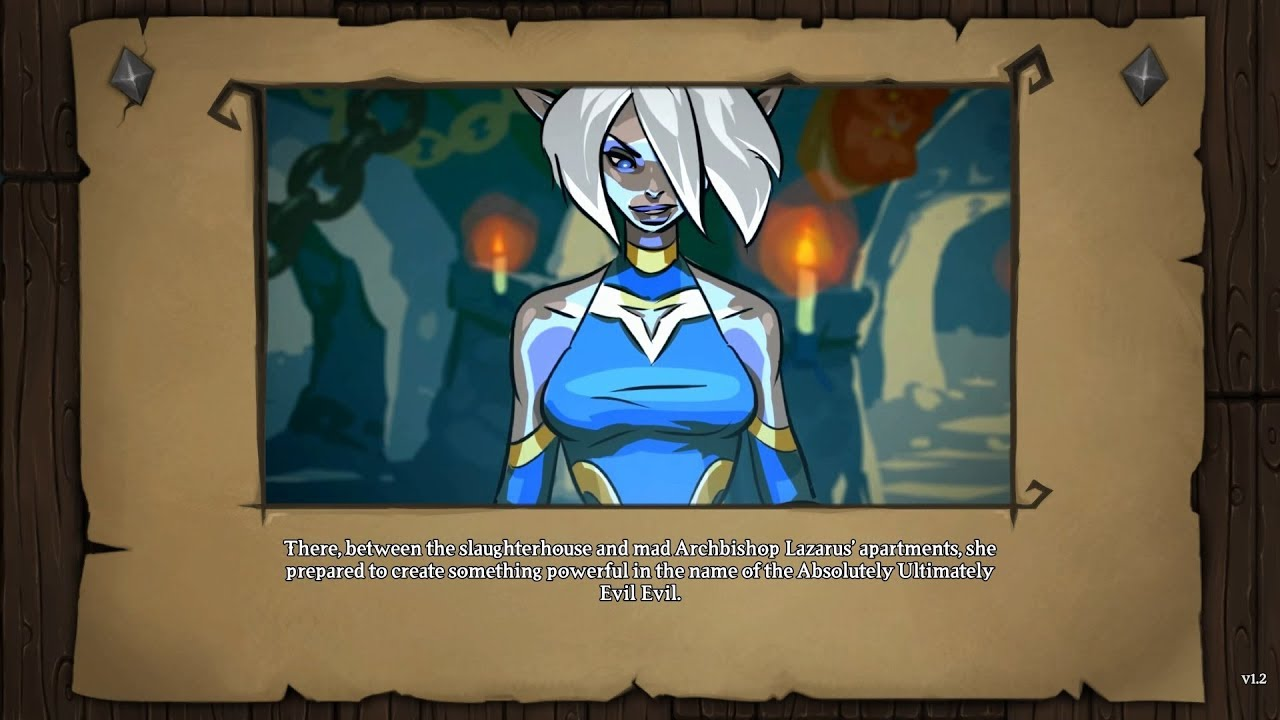 There, between the slaughterhouse and mad Archbishop Lazarus' apartments, she
prepared to create something powerful in the name of the Absolutely Ultimately
Evil Evil.
v1.2